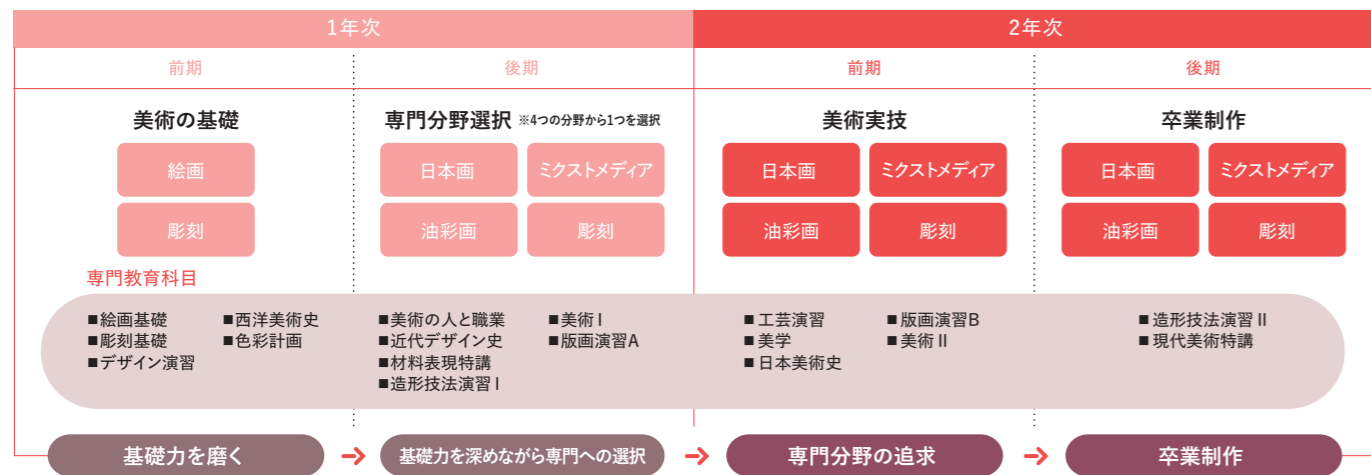 1年次
2年次
前期
後期
前期
後期
美術の基礎
絵画
彫刻
専門分野選択 ※4つの分野から1つを選択
日本画
ミクストメディア
油彩画
彫刻
美術実技
日本画
ミクストメディア
油彩画
彫刻
卒業制作
日本画
ミクストメディア
油彩画
彫刻
専門教育科目
■絵画基礎
■彫刻基礎
■デザイン演習
■西洋美術史
■色彩計画
■美術の人と職業
■近代デザイン史
■材料表現特講
■造形技法演習Ⅰ
■美術Ⅰ
■版画演習A
■工芸演習
■美学
■日本美術史
■版画演習B
■美術Ⅱ
■造形技法演習Ⅱ
■現代美術特講
基礎力を磨く
基礎力を深めながら専門への選択
専門分野の追求
卒業制作